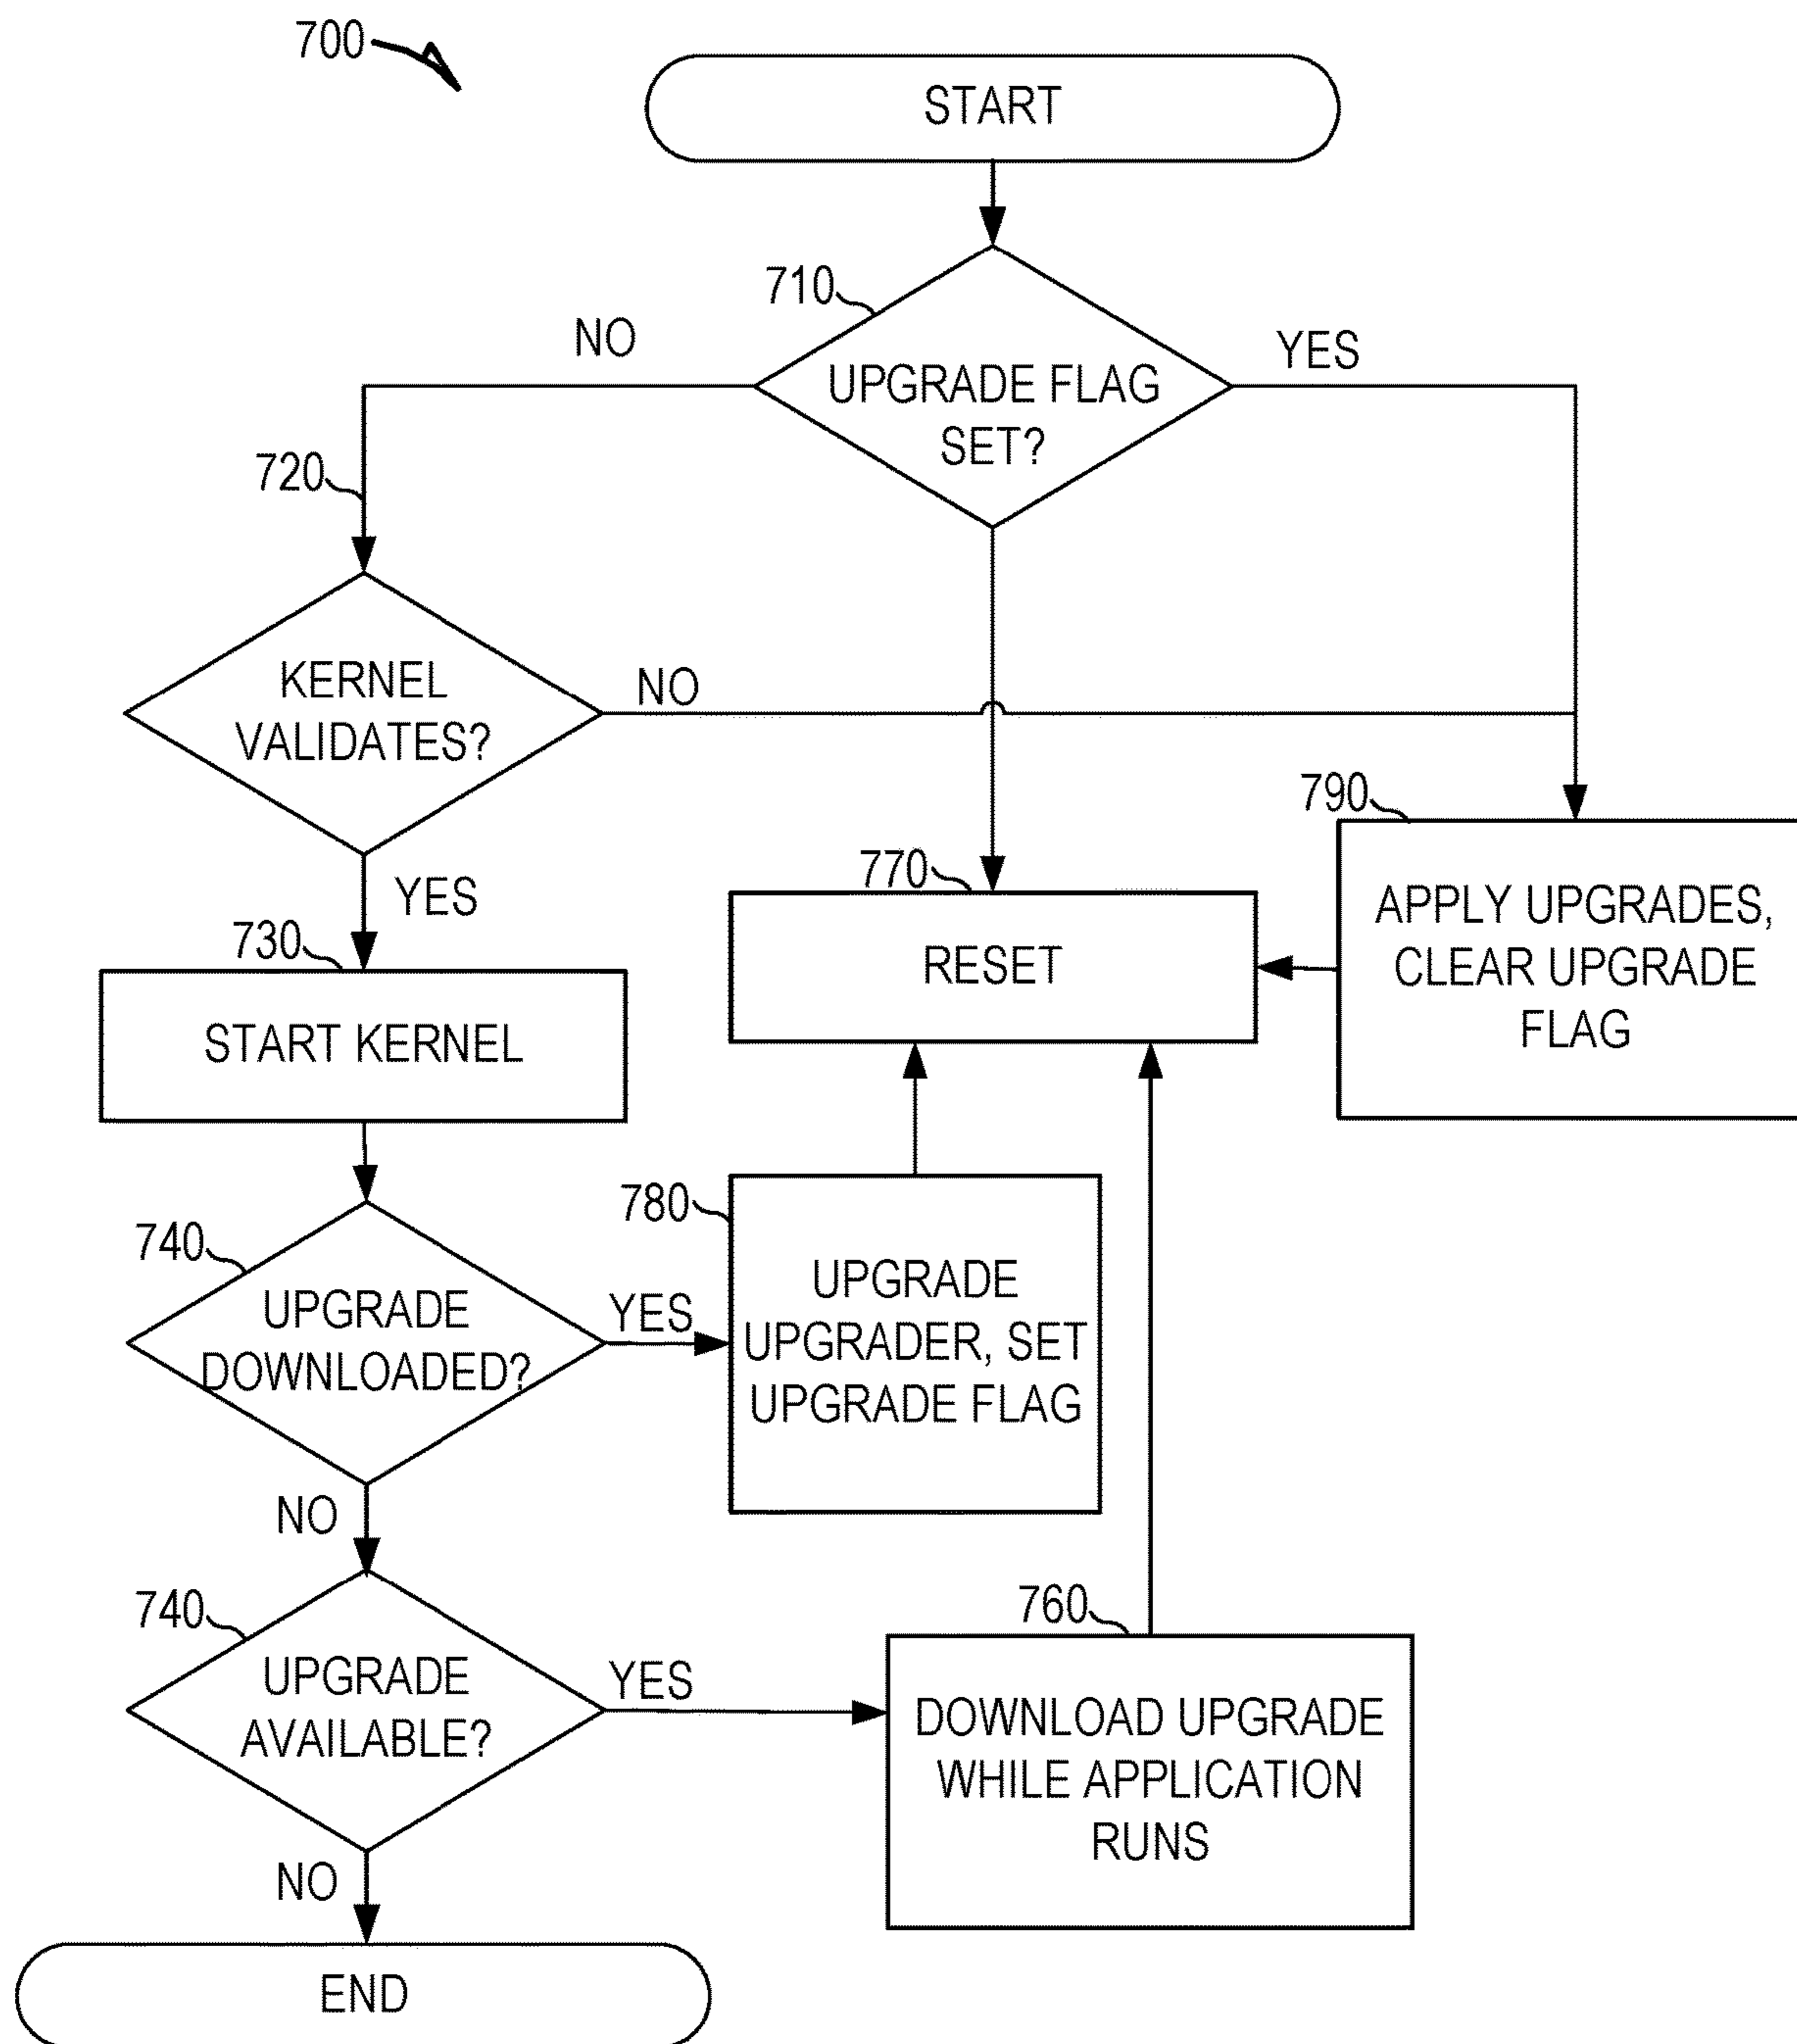 700
START
710
NO
YES
UPGRADE FLAG
SET?
720
KERNEL
VALIDATES?
NO
790
YES
770
APPLY UPGRADES,
CLEAR UPGRADE
FLAG
730
RESET
START KERNEL
740
780
UPGRADE
DOWNLOADED?
YES
UPGRADE
UPGRADER, SET
UPGRADE FLAG
NO
740
760
UPGRADE
AVAILABLE?
YES
DOWNLOAD UPGRADE
WHILE APPLICATION
RUNS
NO
END